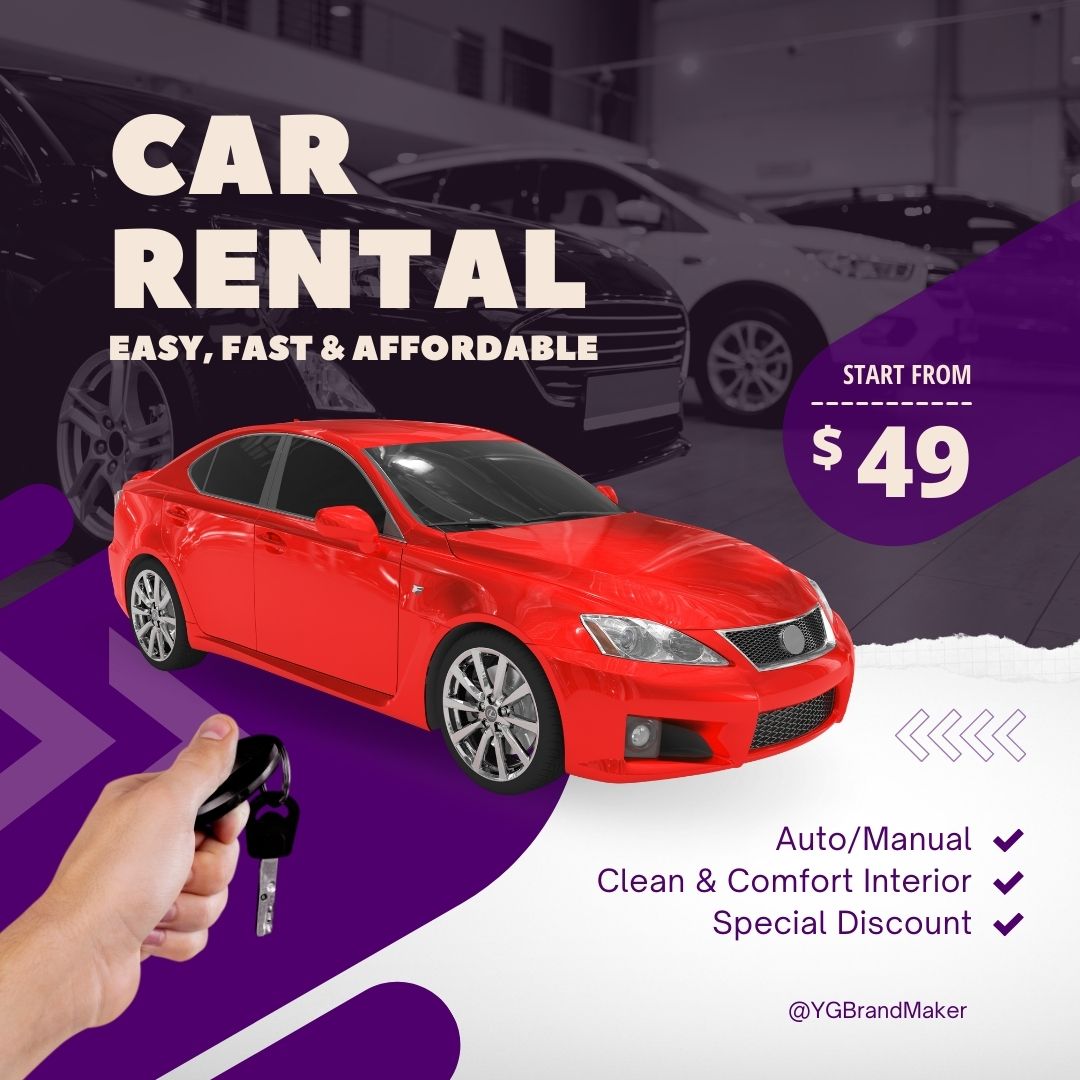 CAR
RENTAL
EASY, FAST & AFFORDABLE
START FROM
$ 49
Auto/Manual
Clean & Comfort Interior
Special Discount
@YGBrandMaker